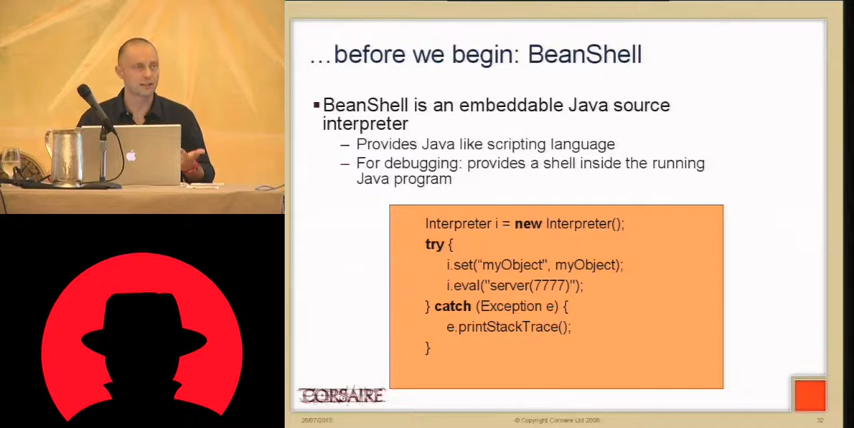 …before we begin: BeanShell
▪BeanShell is an embeddable Java source
interpreter
– Provides Java like scripting language
– For debugging: provides a shell inside the running
Java program
Interpreter i = new Interpreter();
try {
i.set(“myObject", myObject);
i.eval("server(7777)");
} catch (Exception e) {
e.printStackTrace();
}
CORSAIRE
© Copyright Corsaire Ltd
32